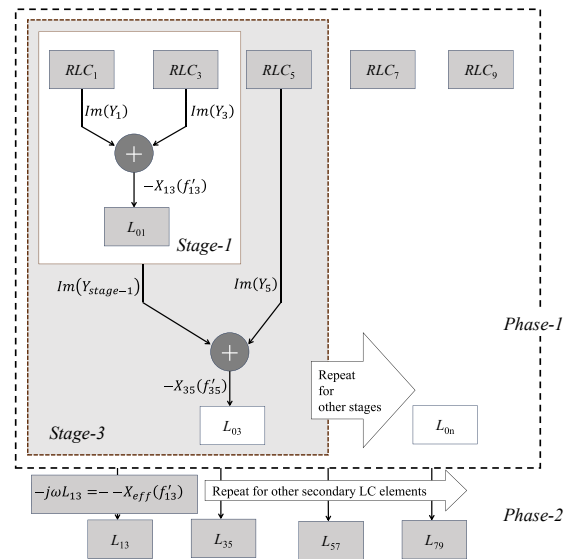 RLC1 RLC3 RLC5 RLC7 RLC9
Im(Y1) Im(Y3)
+
−X13(f′13)
L01
Stage-1
Im(Ystage−1) Im(Y5)
Phase-1
+
−X35(f′35)
Repeat
for
other stages
L03
L0n
Stage-3
−jωL13 =− −Xeff(f′13)
Repeat for other secondary LC elements
Phase-2
L13 L35 L57 L79